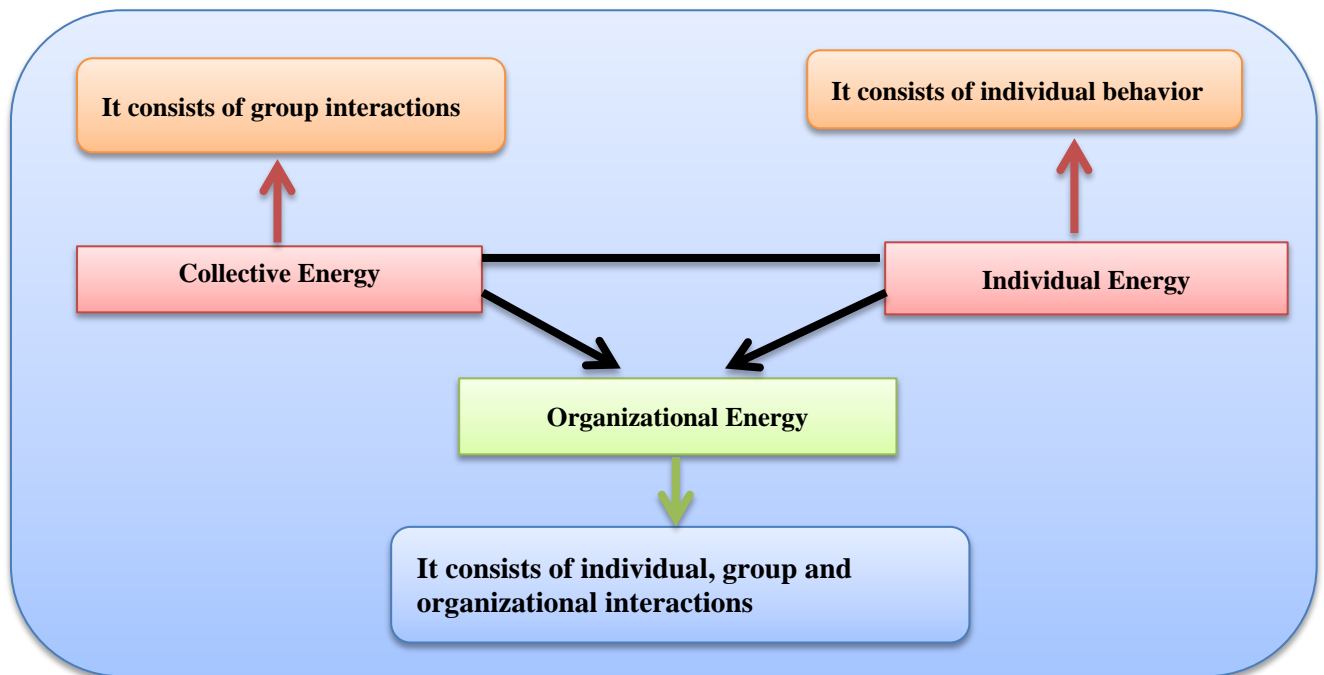 It consists of group interactions
It consists of individual behavior
Collective Energy
Individual Energy
Organizational Energy
It consists of individual, group and
organizational interactions